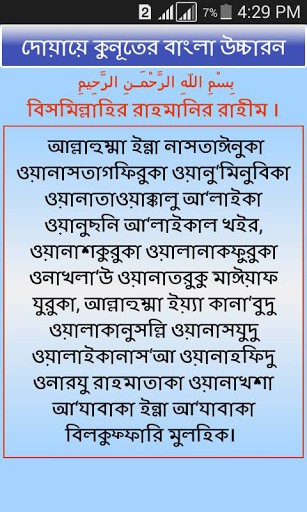 2 7% 4:29 PM
দোয়ায়ে কুনূতের বাংলা উচ্চারন
بِسْمِ اللهِ الرَّحْمَـنِ الرَّحِيمِ
বিসমিল্লাহির রাহমানির রাহীম ।
আল্লাহুম্মা ইন্না নাসতাঈনুকা
ওয়ানাসতাগফিরুকা ওয়ানু'মিনুবিকা
ওয়ানাতাওয়াক্কালু আ'লাইকা
ওয়ানুছনি আ'লাইকাল খইর,
ওয়ানাশকুরুকা ওয়ালানাকফুরুকা
ওনাখলা'উ ওয়ানাতরুকু মাঈয়াফ
যুরুকা, আল্লাহুম্মা ইয়্যা কানা'বুদু
ওয়ালাকানুসল্লি ওয়ানাসযুদু
ওয়ালাইকানাস'আ ওয়ানাহফিদু
ওনারযু রাহমাতাকা ওয়ানাখশা
আ'যাবাকা ইন্না আ'যাবাকা
বিলকুফ্ফারি মুলহিক।